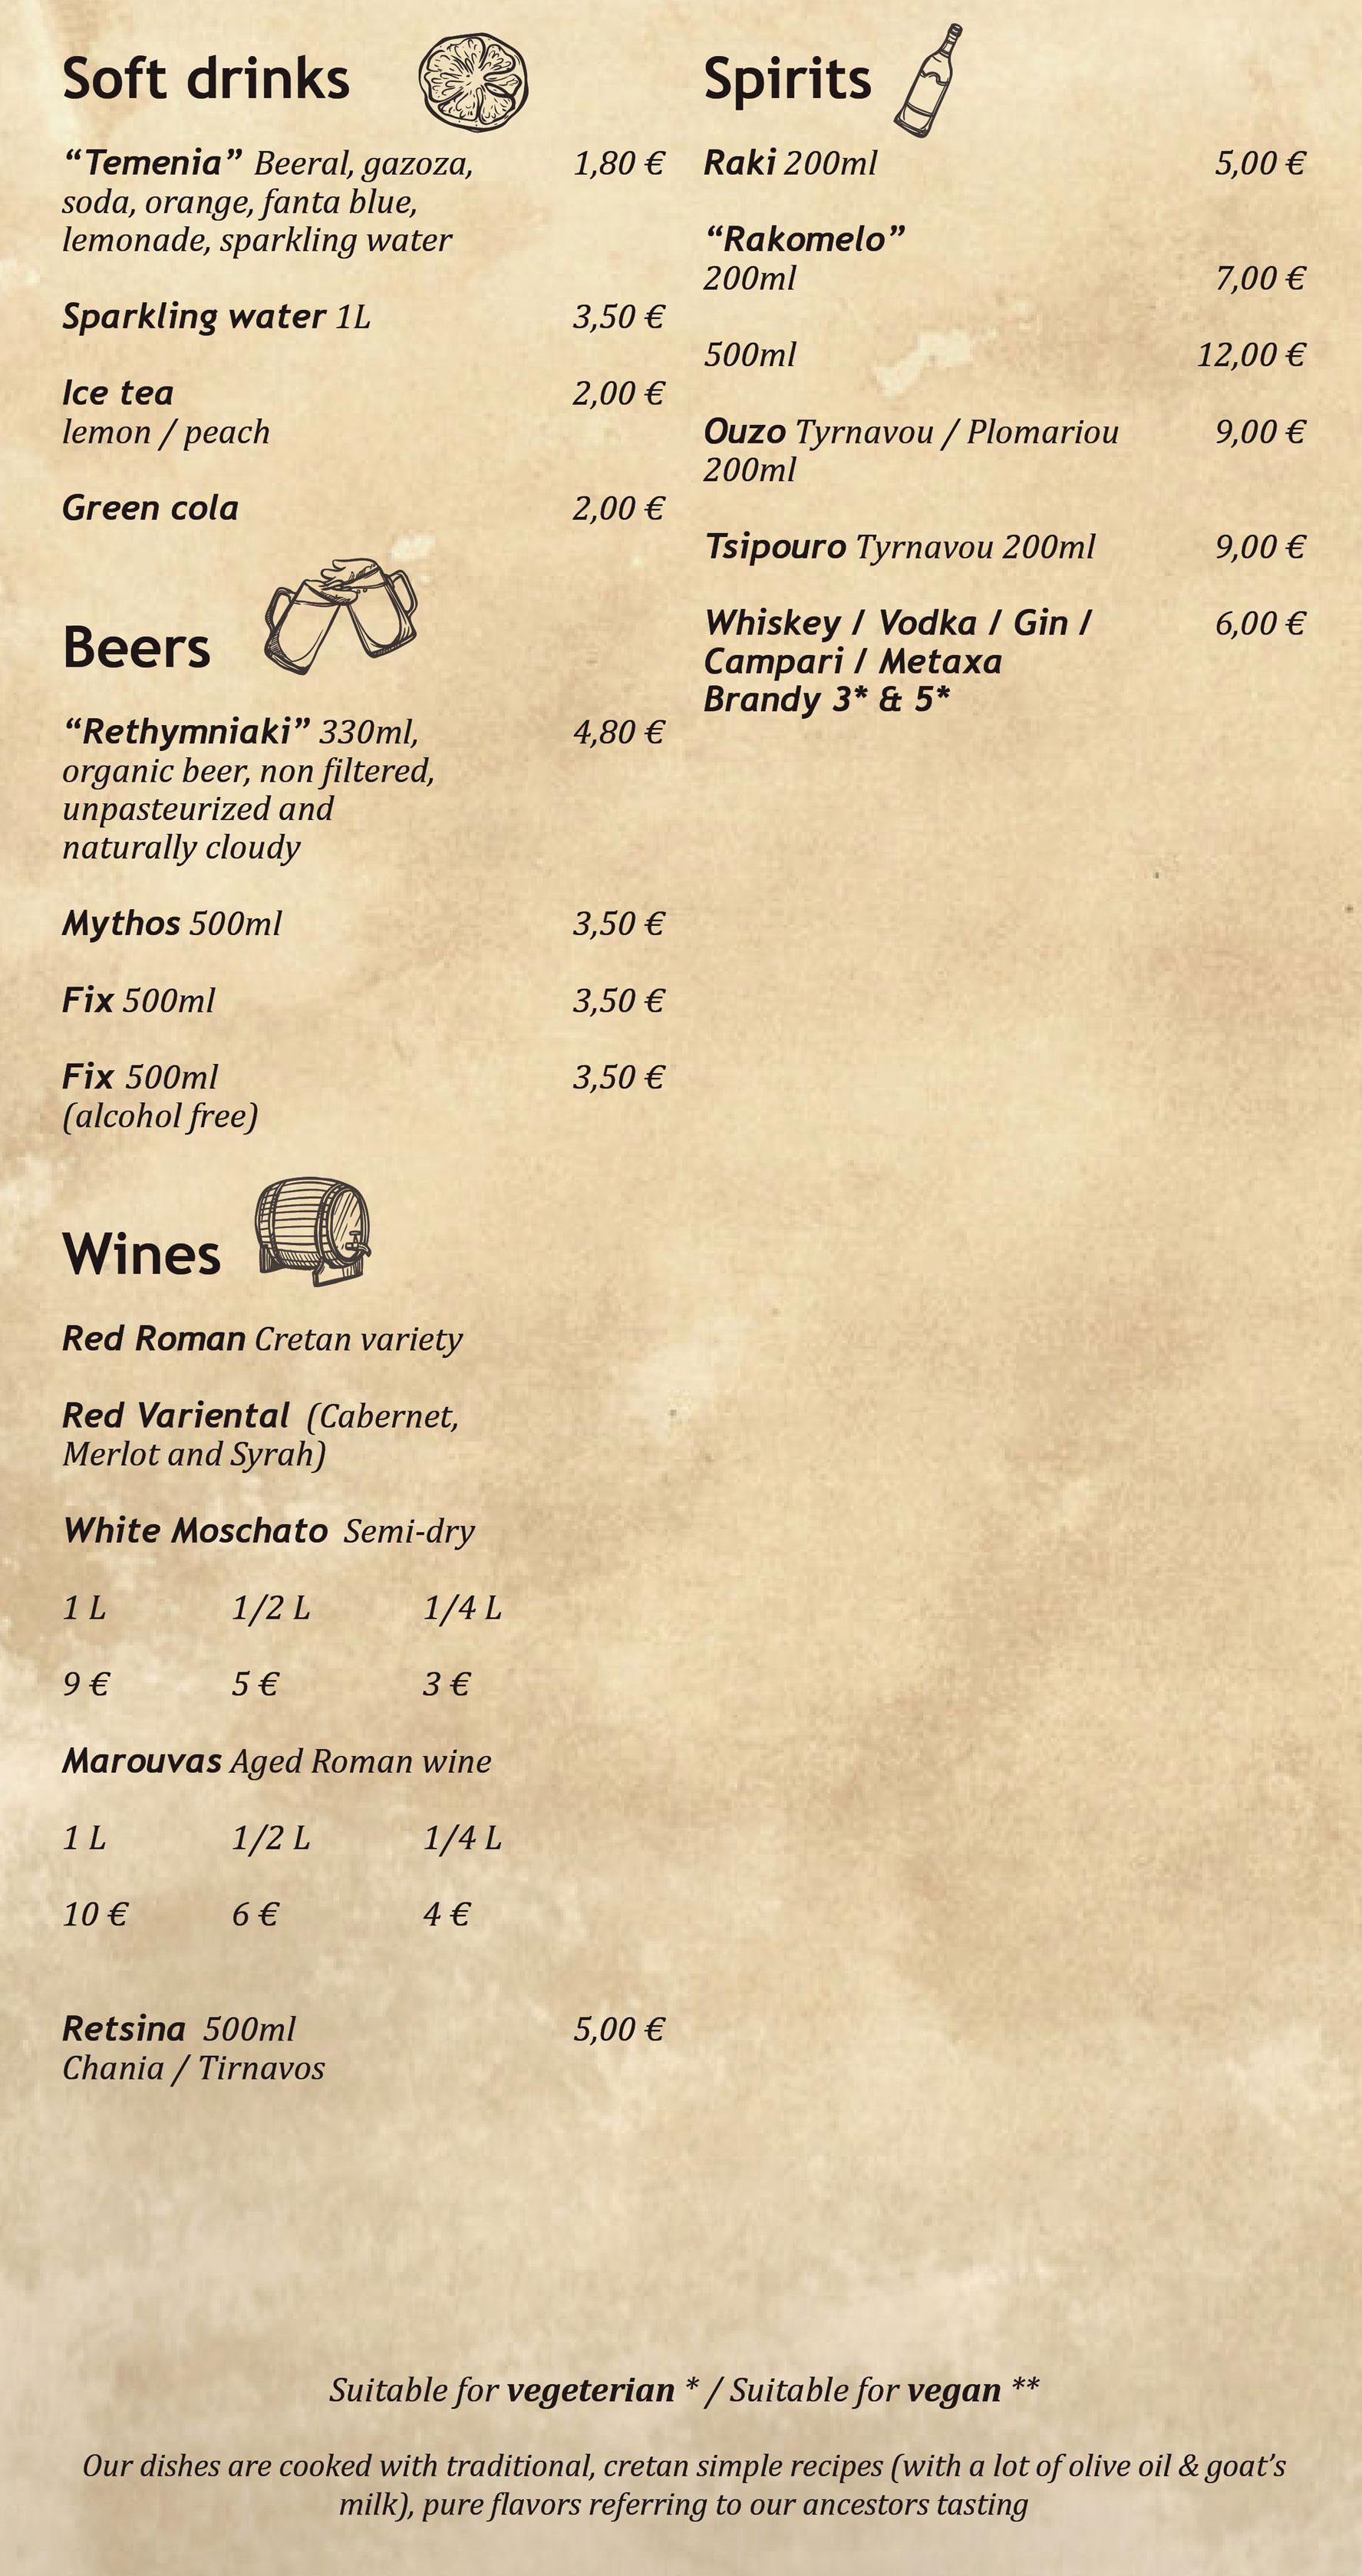 Soft drinks
“Temenia” Beeral, gazoza, 1,80 €
soda, orange, fanta blue,
lemonade, sparkling water
Sparkling water 1L 3,50 €
Ice tea 2,00 €
lemon / peach
Green cola 2,00 €
Beers
“Rethymniaki” 330ml, 4,80 €
organic beer, non filtered,
unpasteurized and
naturally cloudy
Mythos 500ml 3,50 €
Fix 500ml 3,50 €
Fix 500ml 3,50 €
(alcohol free)
Wines
Red Roman Cretan variety
Red Variental (Cabernet,
Merlot and Syrah)
White Moschato Semi-dry
1 L 1/2 L 1/4 L
9 € 5 € 3 €
Marouvas Aged Roman wine
1 L 1/2 L 1/4 L
10 € 6 € 4 €
Retsina 500ml 5,00 €
Chania / Tirnavos
Spirits
Raki 200ml 5,00 €
“Rakomelo”
200ml 7,00 €
500ml 12,00 €
Ouzo Tyrnavou / Plomariou 9,00 €
200ml
Tsipouro Tyrnavou 200ml 9,00 €
Whiskey / Vodka / Gin / 6,00 €
Campari / Metaxa
Brandy 3* & 5*
Suitable for vegeterian * / Suitable for vegan **
Our dishes are cooked with traditional, cretan simple recipes (with a lot of olive oil & goat’s
milk), pure flavors referring to our ancestors tasting